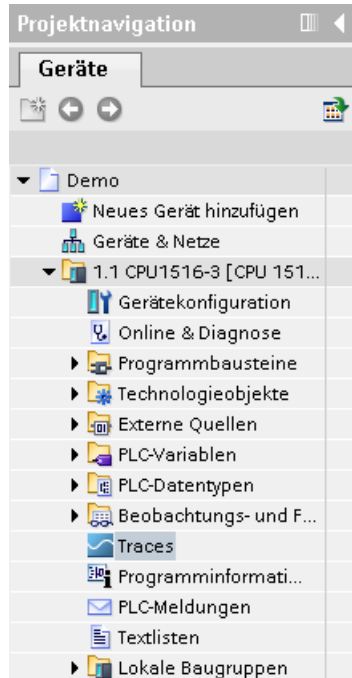 Projektnavigation
Geräte
Demo
Neues Gerät hinzufügen
Geräte & Netze
1.1 CPU1516-3 [CPU 151...
Gerätekonfiguration
Online & Diagnose
Programmbausteine
Technologieobjekte
Externe Quellen
PLC-Variablen
PLC-Datentypen
Beobachtungs- und F...
Traces
Programminformati...
PLC-Meldungen
Textlisten
Lokale Baugruppen